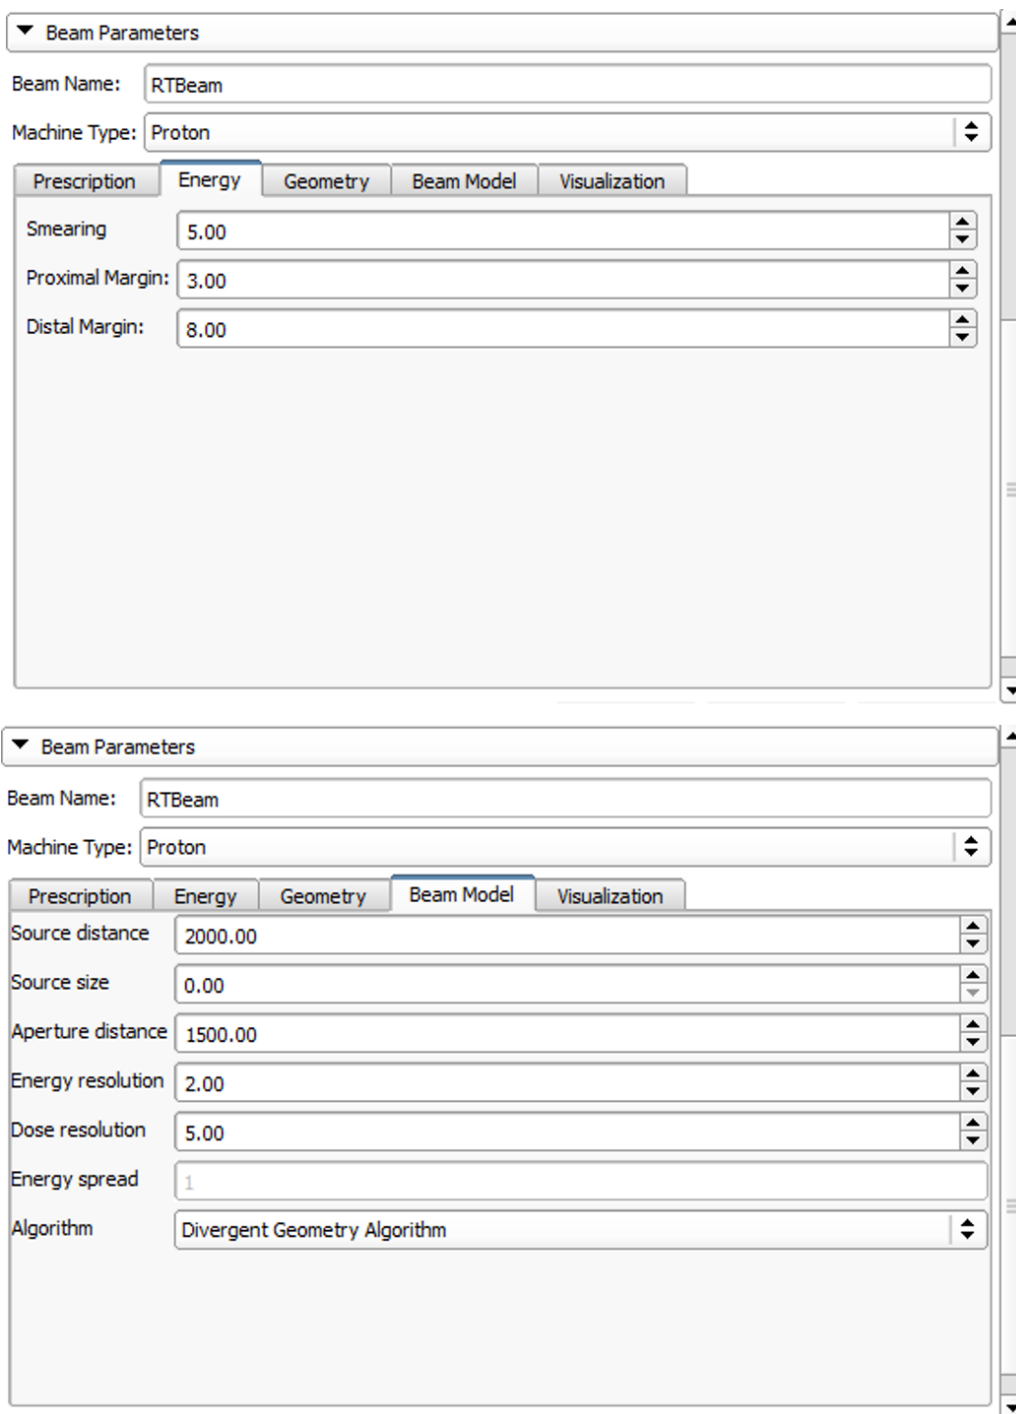 Beam Parameters
Beam Name: RTBeam
Machine Type: Proton
Prescription Energy Geometry Beam Model Visualization
Smearing 5.00
Proximal Margin: 3.00
Distal Margin: 8.00
Beam Parameters
Beam Name: RTBeam
Machine Type: Proton
Prescription Energy Geometry Beam Model Visualization
Source distance 2000.00
Source size 0.00
Aperture distance 1500.00
Energy resolution 2.00
Dose resolution 5.00
Energy spread 1
Algorithm Divergent Geometry Algorithm